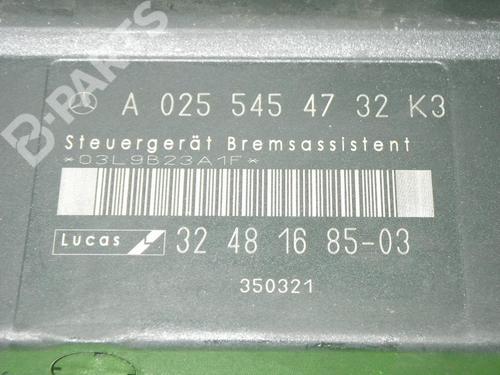 B-PARTS
A 025 545 47 32 K3
Steuergerät Bremsassistent
*03L9B23A1F*
Lucas 32 48 16 85-03
350321